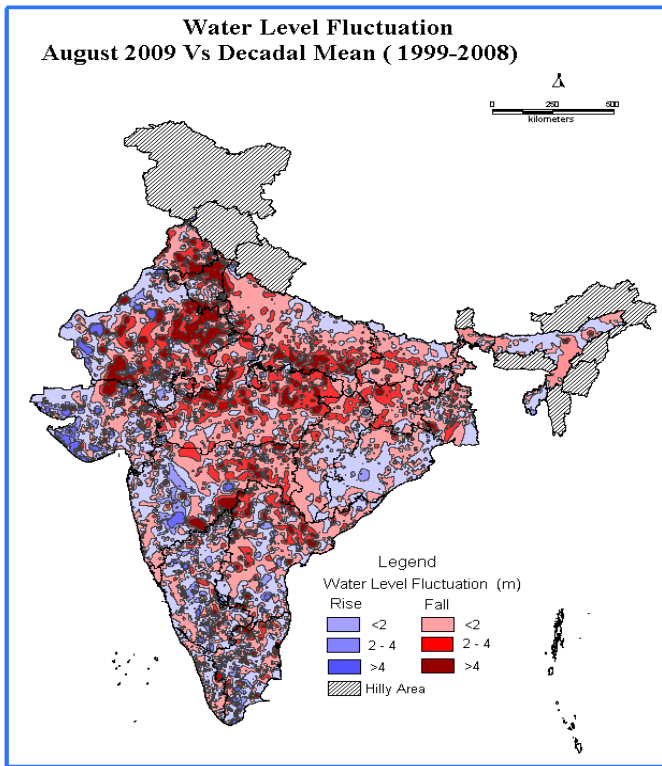 Water Level Fluctuation
August 2009 Vs Decadal Mean ( 1999-2008)
0 250 500
kilometers
Legend
Water Level Fluctuation (m)
Rise Fall
<2 <2
2 - 4 2 - 4
>4 >4
Hilly Area